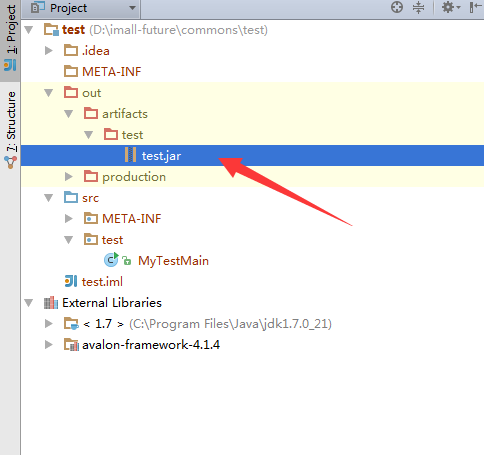 Project
1: Project
7: Structure
test (D:\imall-future\commons\test)
.idea
META-INF
out
artifacts
test
test.jar
production
src
META-INF
test
MyTestMain
test.iml
External Libraries
< 1.7 > (C:\Program Files\Java\jdk1.7.0_21)
avalon-framework-4.1.4